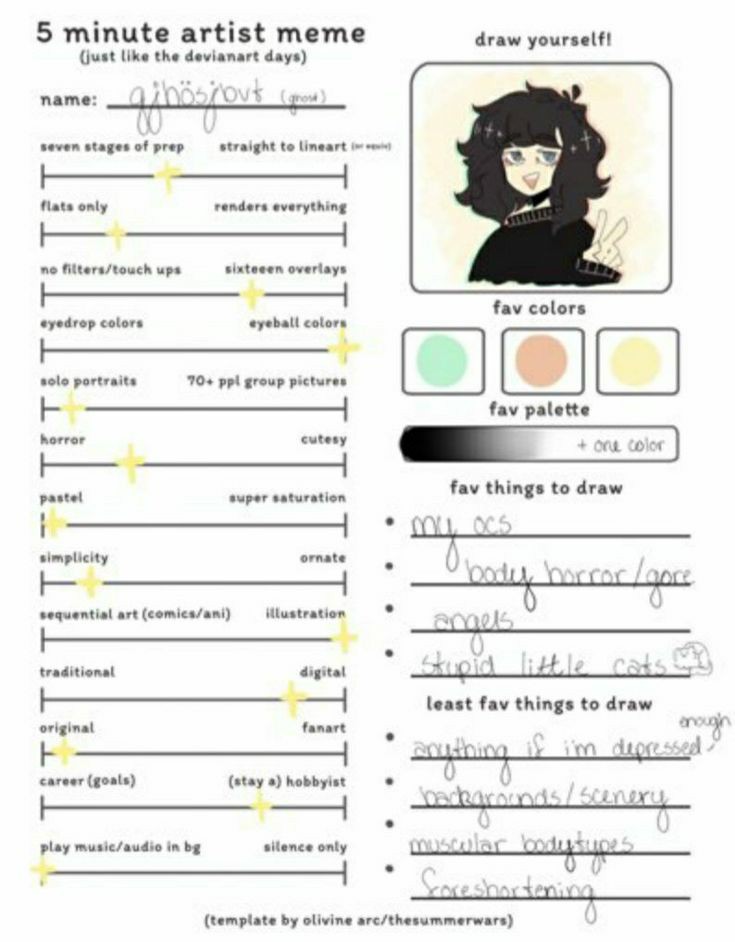 5 minute artist meme
(just like the devianart days)
name: gjhösjbvt (ghost)
seven stages of prep straight to lineart (or equiv)
flats only renders everything
no filters/touch ups sixteeen overlays
eyedrop colors eyeball colors
solo portraits 70+ ppl group pictures
horror cutesy
pastel super saturation
simplicity ornate
sequential art (comics/ani) illustration
traditional digital
original fanart
career (goals) (stay a) hobbyist
play music/audio in bg silence only
draw yourself!
fav colors
fav palette
+ one color
fav things to draw
my ocs
body horror/gore
angels
stupid little cats
least fav things to draw
anything if i'm depressed enough
backgrounds/scenery
muscular bodytypes
foreshortening
(template by olivine arc/thesummerwars)